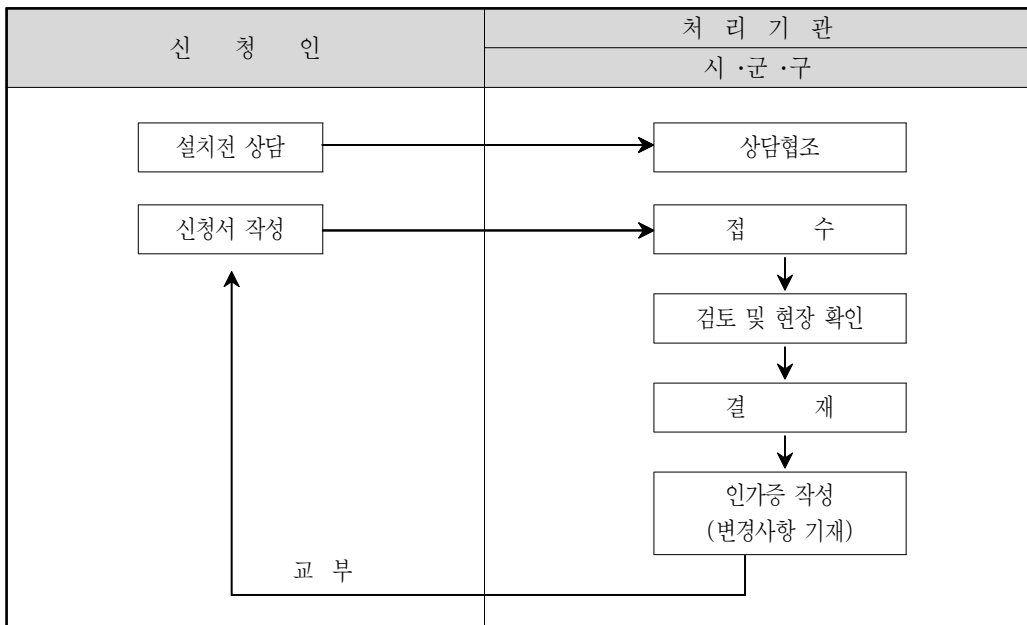 신 청 인
처 리 기 관
시·군·구
설치전 상담
상담협조
신청서 작성
접 수
검토 및 현장 확인
결 재
인가증 작성
(변경사항 기재)
교 부